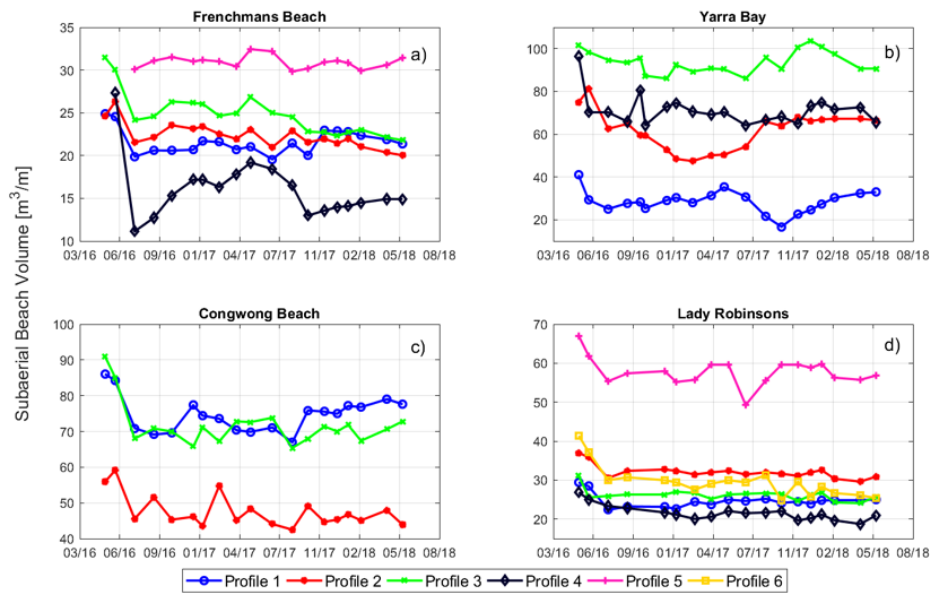 Frenchmans Beach
Yarra Bay
Subaerial Beach Volume [m³/m]
35
30
25
20
15
10
a)
03/16 06/16 09/16 01/17 04/17 07/17 11/17 02/18 05/18 08/18
100
80
60
40
20
b)
03/16 06/16 09/16 01/17 04/17 07/17 11/17 02/18 05/18 08/18
Congwong Beach
Lady Robinsons
100
90
80
70
60
50
40
c)
03/16 06/16 09/16 01/17 04/17 07/17 11/17 02/18 05/18 08/18
70
60
50
40
30
20
d)
03/16 06/16 09/16 01/17 04/17 07/17 11/17 02/18 05/18 08/18
Profile 1 Profile 2 Profile 3 Profile 4 Profile 5 Profile 6